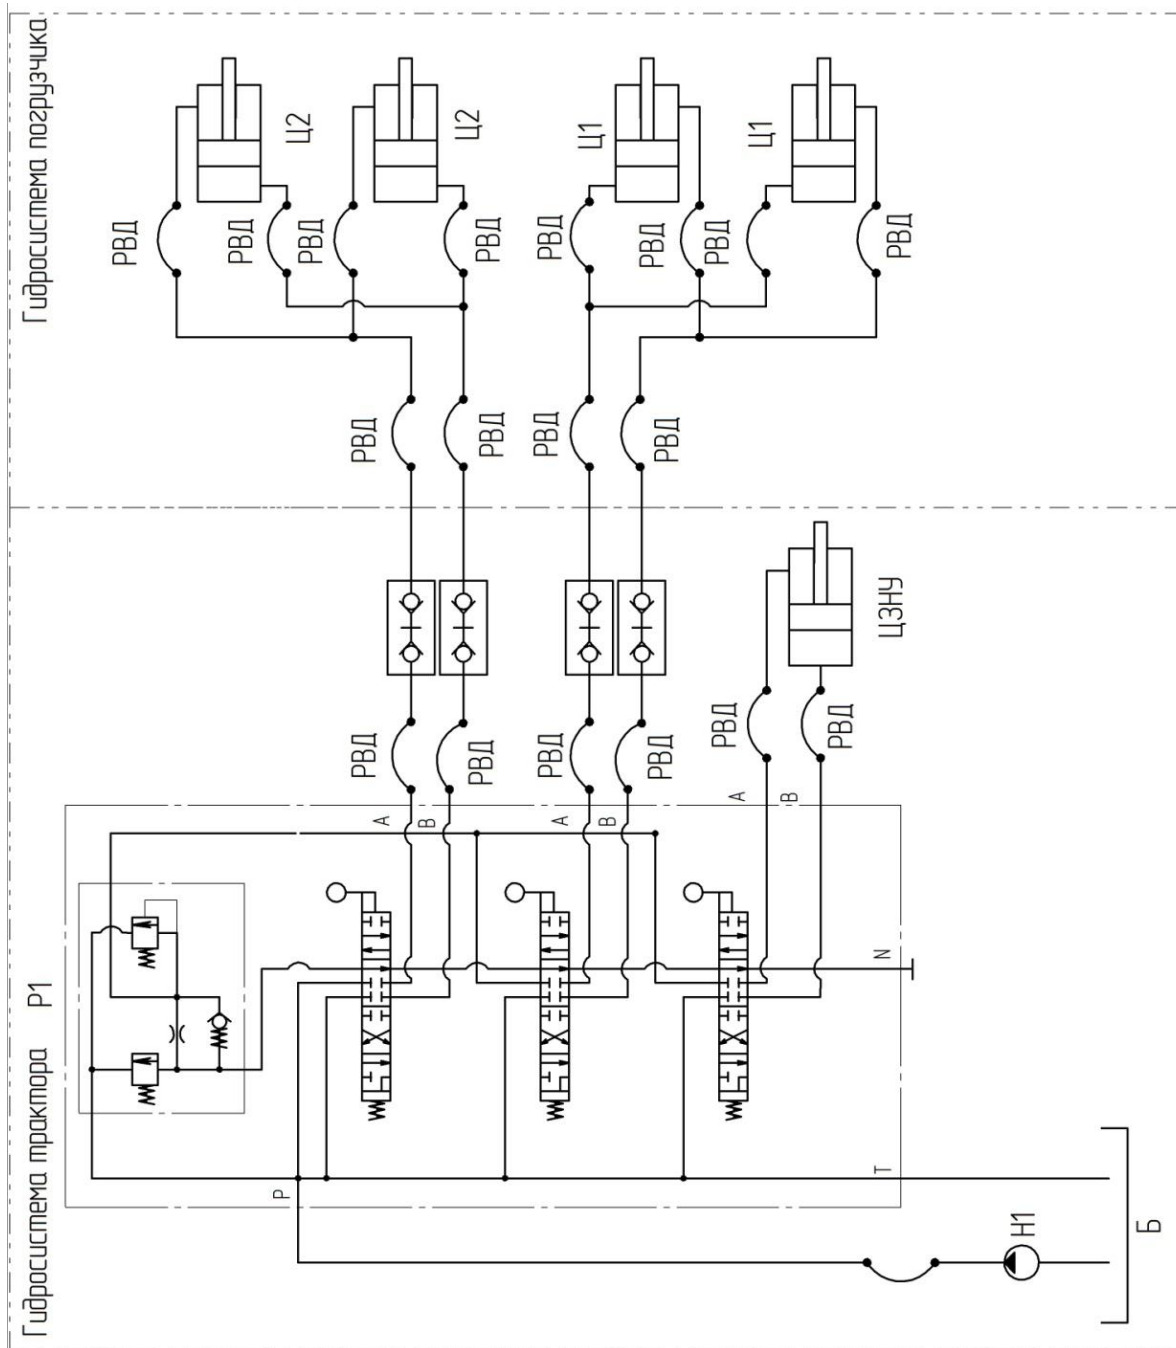 Гидросистема погрузчика
Ц2
Ц2
Ц1
Ц1
РВД
РВД
РВД
РВД
РВД
РВД
РВД
РВД
РВД
РВД
РВД
РВД
ЦЗНУ
РВД
РВД
РВД
РВД
РВД
РВД
A
B
A
B
A
B
Гидросистема трактора
Р1
N
T
P
Н1
Б